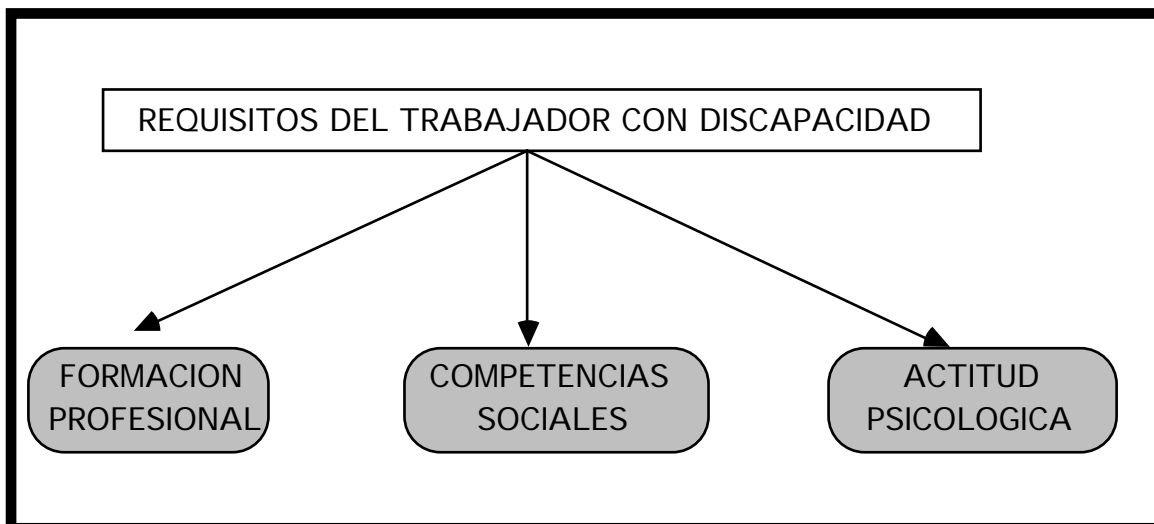 REQUISITOS DEL TRABAJADOR CON DISCAPACIDAD
FORMACION
PROFESIONAL
COMPETENCIAS
SOCIALES
ACTITUD
PSICOLOGICA